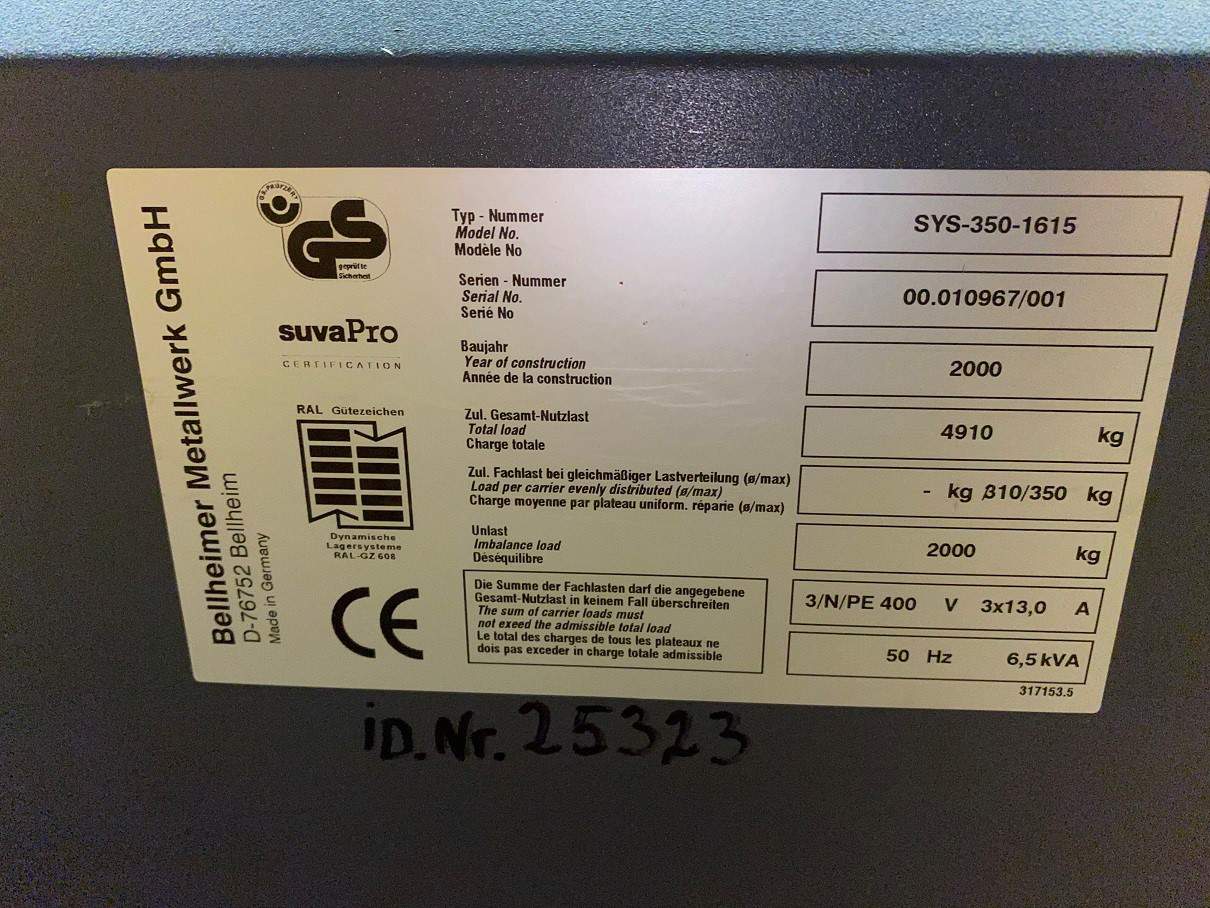 Bellheimer Metallwerk GmbH
D-76752 Bellheim
Made in Germany
G.S.-PRÜFZERT
GS
geprüfte
Sicherheit
suvaPro
CERTIFICATION
RAL Gütezeichen
Dynamische
Lagersysteme
RAL-GZ 608
CE
Typ - Nummer
Model No.
Modèle No
SYS-350-1615
Serien - Nummer
Serial No.
Serié No
00.010967/001
Baujahr
Year of construction
Année de la construction
2000
Zul. Gesamt-Nutzlast
Total load
Charge totale
4910 kg
Zul. Fachlast bei gleichmäßiger Lastverteilung (ø/max)
Load per carrier evenly distributed (ø/max)
Charge moyenne par plateau uniform. réparie (ø/max)
- kg 310/350 kg
Unlast
Imbalance load
Déséquilibre
2000 kg
Die Summe der Fachlasten darf die angegebene
Gesamt-Nutzlast in keinem Fall überschreiten
The sum of carrier loads must
not exceed the admissible total load
Le total des charges de tous les plateaux ne
dois pas exceder in charge totale admissible
3/N/PE 400 V 3x13,0 A
50 Hz 6,5 kVA
317153.5
iD.Nr. 25323